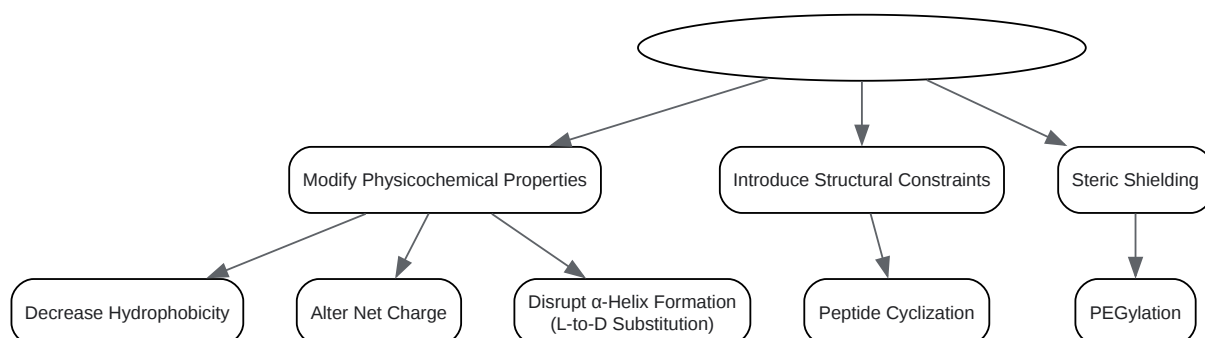 Modify Physicochemical Properties
Introduce Structural Constraints
Steric Shielding
Decrease Hydrophobicity
Alter Net Charge
Disrupt α-Helix Formation
(L-to-D Substitution)
Peptide Cyclization
PEGylation